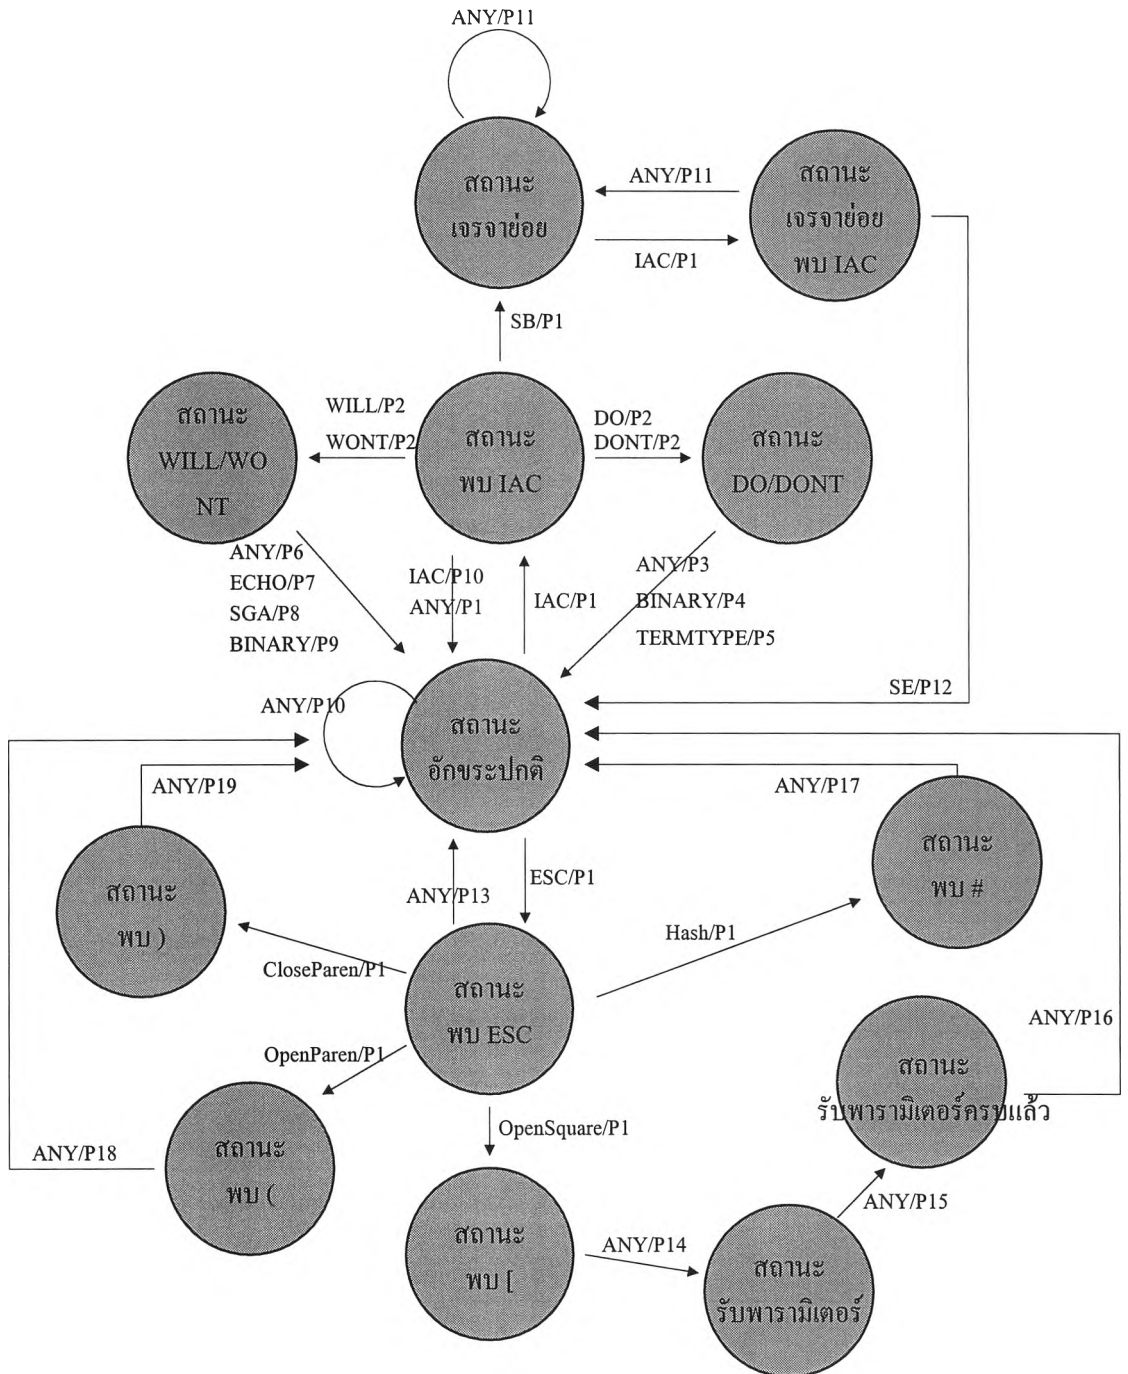 ANY/P11
สถานะ
เจรจาย่อย
ANY/P11
IAC/P1
สถานะ
เจรจาย่อย
พบ IAC
SB/P1
สถานะ
WILL/WO
NT
WILL/P2
WONT/P2
สถานะ
พบ IAC
DO/P2
DONT/P2
สถานะ
DO/DONT
ANY/P6
ECHO/P7
SGA/P8
BINARY/P9
IAC/P10
ANY/P1
IAC/P1
ANY/P3
BINARY/P4
TERMTYPE/P5
SE/P12
ANY/P10
สถานะ
อักขระปกติ
ANY/P19
ANY/P17
สถานะ
พบ )
ANY/P13
ESC/P1
สถานะ
พบ #
Hash/P1
CloseParen/P1
สถานะ
พบ ESC
ANY/P16
OpenParen/P1
สถานะ
รับพารามิเตอร์ครบแล้ว
OpenSquare/P1
ANY/P18
สถานะ
พบ (
ANY/P15
สถานะ
พบ [
ANY/P14
สถานะ
รับพารามิเตอร์